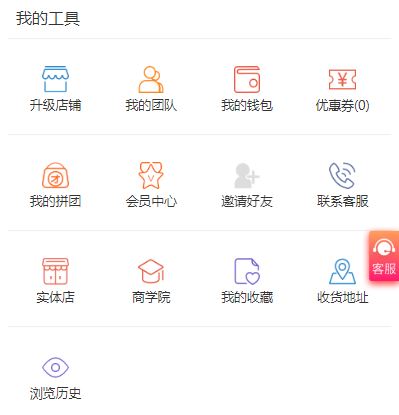 我的工具
升级店铺 我的团队 我的钱包 优惠券(0)
团
我的拼团 会员中心 邀请好友 联系客服
客服
实体店 商学院 我的收藏 收货地址
浏览历史